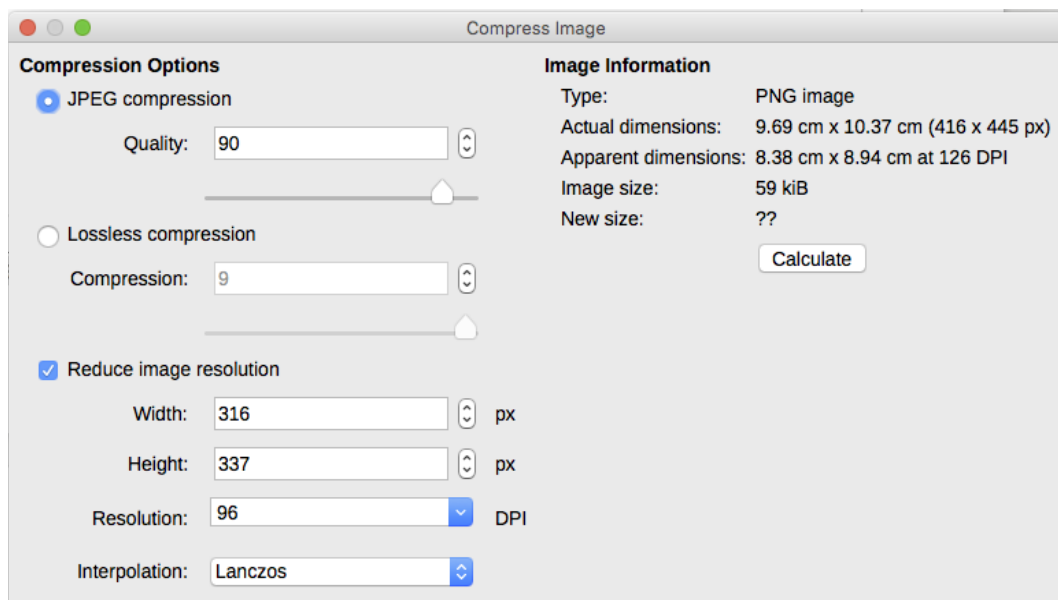 Compress Image
Compression Options
JPEG compression
Quality: 90
Lossless compression
Compression: 9
Reduce image resolution
Width: 316 px
Height: 337 px
Resolution: 96 DPI
Interpolation: Lanczos
Image Information
Type: PNG image
Actual dimensions: 9.69 cm x 10.37 cm (416 x 445 px)
Apparent dimensions: 8.38 cm x 8.94 cm at 126 DPI
Image size: 59 kiB
New size: ??
Calculate